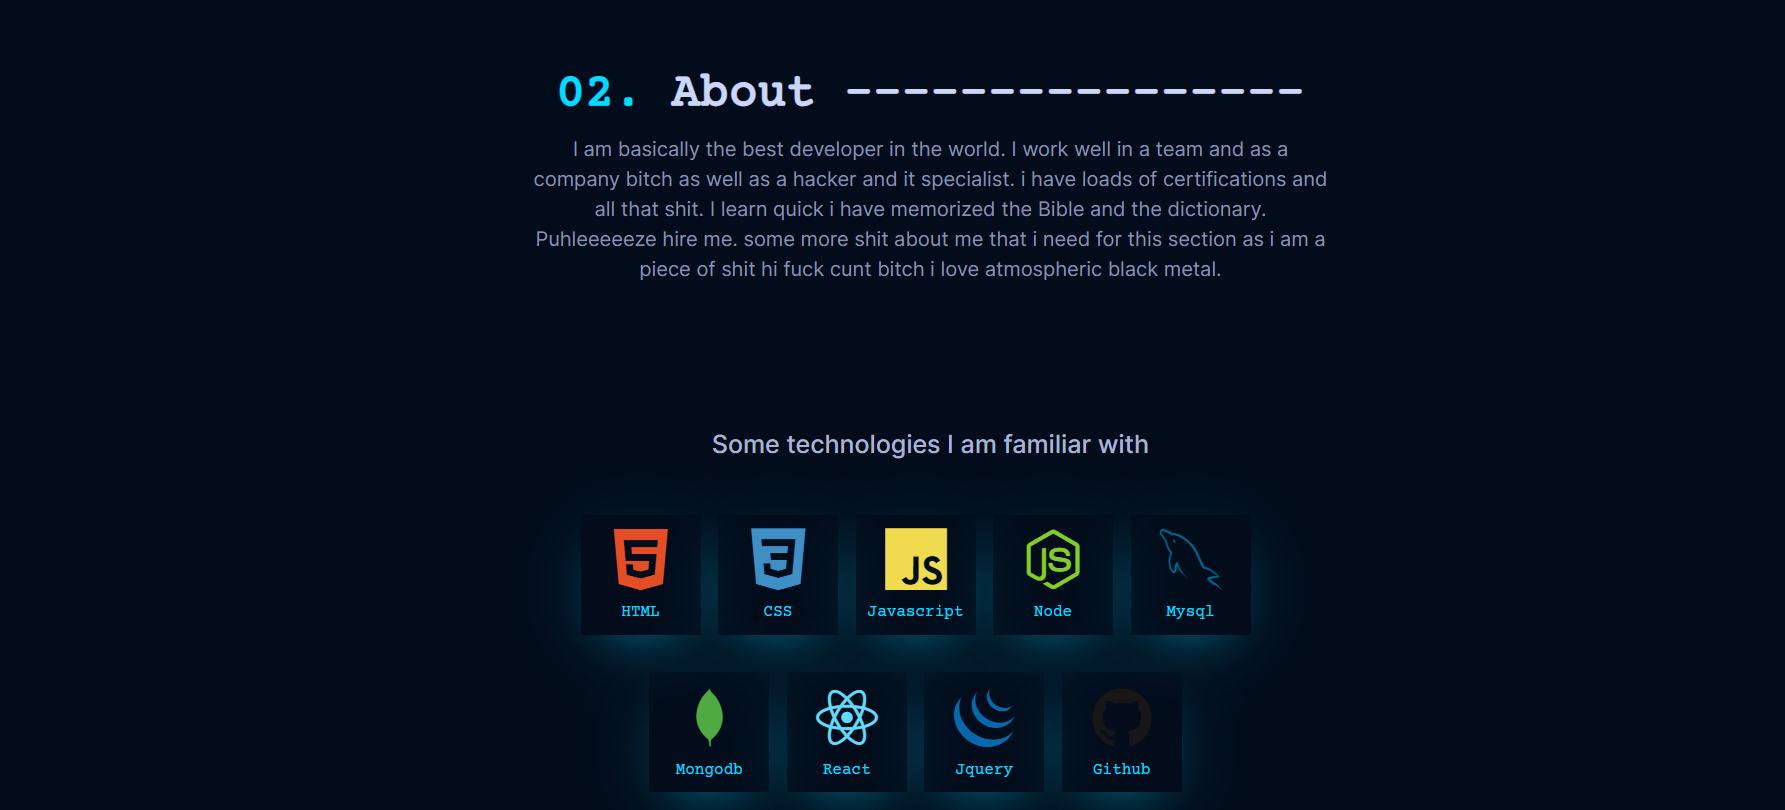 02. About ----------------
I am basically the best developer in the world. I work well in a team and as a
company bitch as well as a hacker and it specialist. i have loads of certifications and
all that shit. I learn quick i have memorized the Bible and the dictionary.
Puhleeeeeze hire me. some more shit about me that i need for this section as i am a
piece of shit hi fuck cunt bitch i love atmospheric black metal.
Some technologies I am familiar with
JS JS
HTML CSS Javascript Node Mysql
Mongodb React Jquery Github